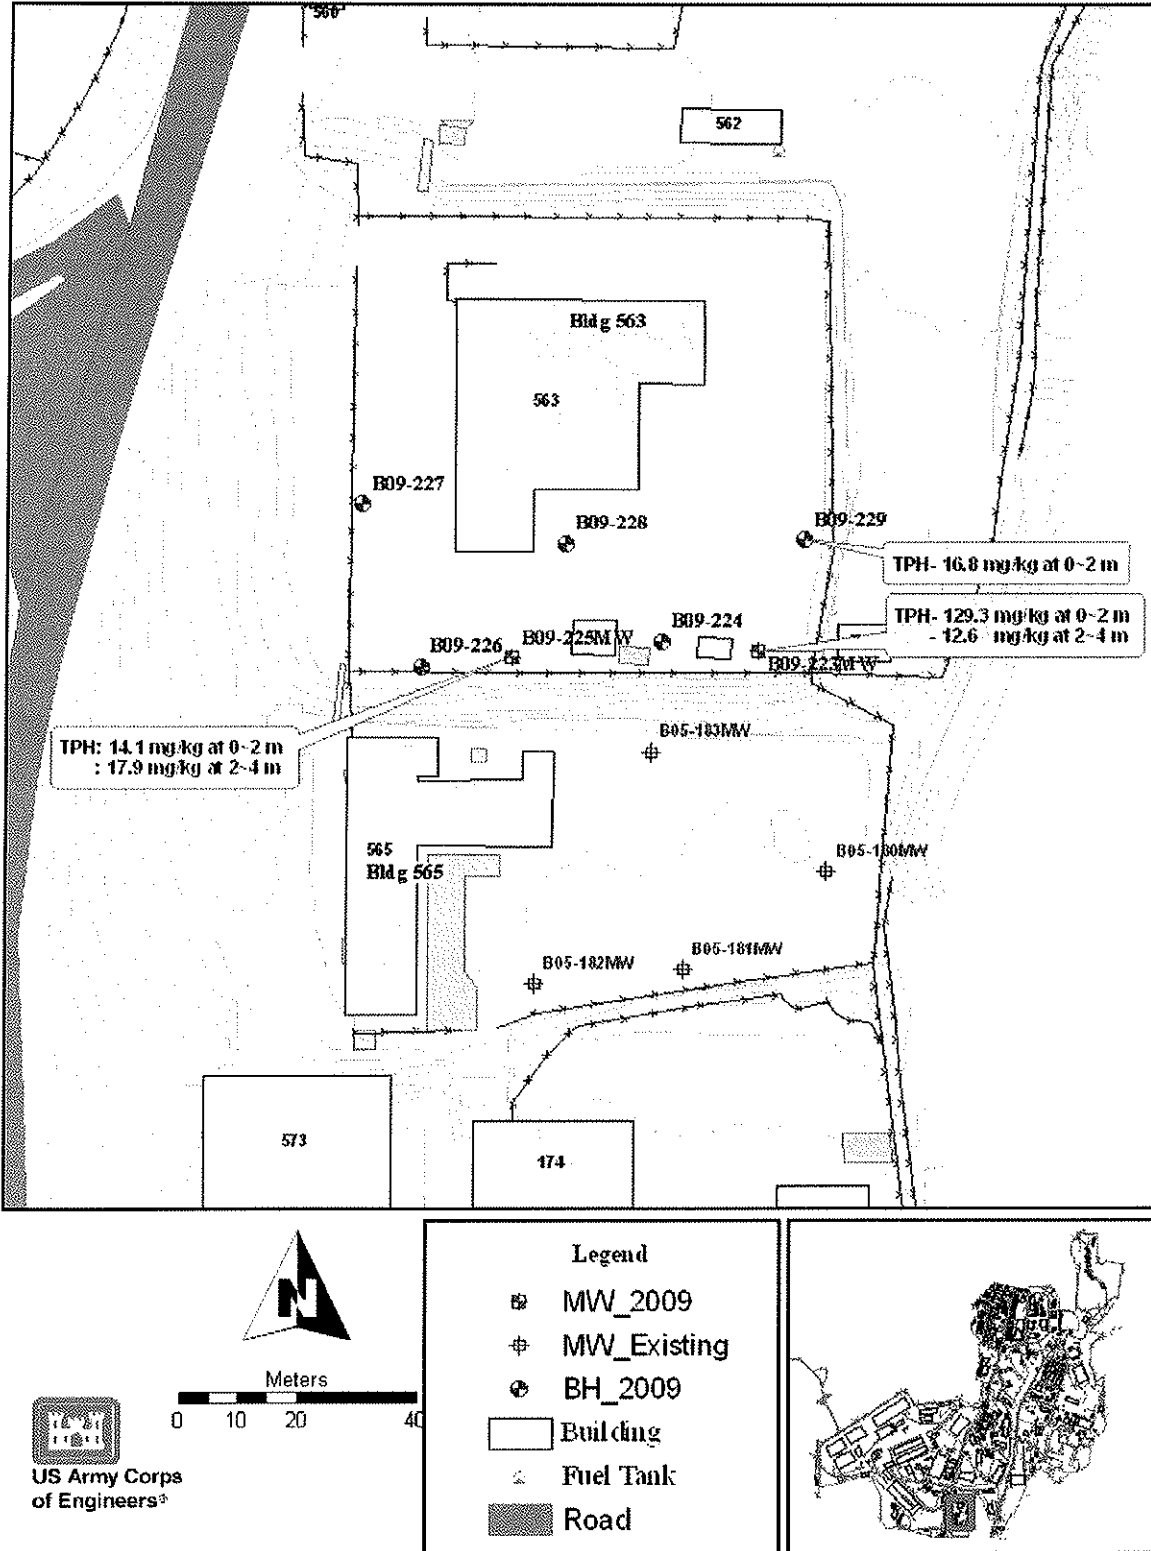 560
562
Bldg 563
563
B09-227
B09-228
B09-229
TPH- 16.8 mg/kg at 0~2 m
TPH- 129.3 mg/kg at 0~2 m
- 12.6 mg/kg at 2~4 m
B09-224
B09-225MW
B09-226
B09-223MW
TPH: 14.1 mg/kg at 0~2 m
: 17.9 mg/kg at 2~4 m
B05-183MW
565
Bldg 565
B05-180MW
B05-181MW
B05-182MW
573
174
N
Meters
0 10 20 40
US Army Corps
of Engineers®
Legend
MW_2009
MW_Existing
BH_2009
Building
Fuel Tank
Road